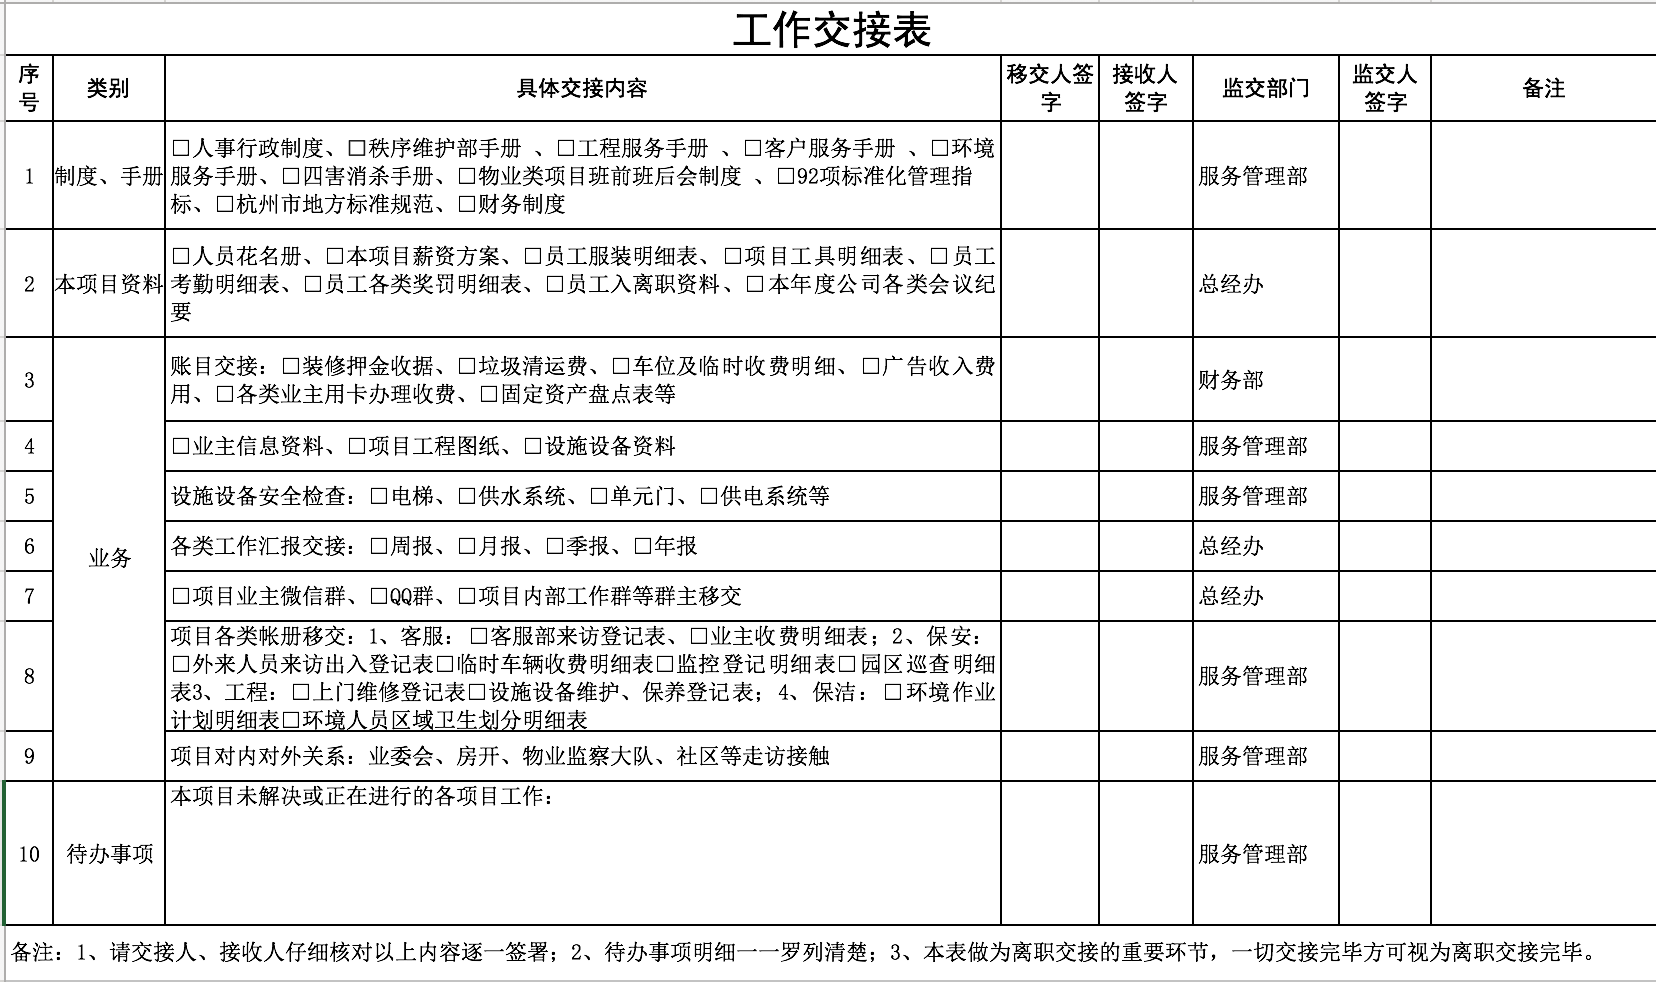 工作交接表
序号 类别 具体交接内容 移交人签字 接收人签字 监交部门 监交人签字 备注
1 制度、手册 □人事行政制度、□秩序维护部手册 、□工程服务手册 、□客户服务手册 、□环境
服务手册、□四害消杀手册、□物业类项目班前班后会制度 、□92项标准化管理指
标、□杭州市地方标准规范、□财务制度 服务管理部
2 本项目资料 □人员花名册、□本项目薪资方案、□员工服装明细表、□项目工具明细表、□员工
考勤明细表、□员工各类奖罚明细表、□员工入离职资料、□本年度公司各类会议纪
要 总经办
3 业务 账目交接：□装修押金收据、□垃圾清运费、□车位及临时收费明细、□广告收入费
用、□各类业主用卡办理收费、□固定资产盘点表等 财务部
4 □业主信息资料、□项目工程图纸、□设施设备资料 服务管理部
5 设施设备安全检查：□电梯、□供水系统、□单元门、□供电系统等 服务管理部
6 各类工作汇报交接：□周报、□月报、□季报、□年报 总经办
7 □项目业主微信群、□QQ群、□项目内部工作群等群主移交 总经办
8 项目各类帐册移交：1、客服：□客服部来访登记表、□业主收费明细表；2、保安：
□外来人员来访出入登记表□临时车辆收费明细表□监控登记明细表□园区巡查明细
表3、工程：□上门维修登记表□设施设备维护、保养登记表；4、保洁：□环境作业
计划明细表□环境人员区域卫生划分明细表 服务管理部
9 项目对内对外关系：业委会、房开、物业监察大队、社区等走访接触 服务管理部
10 待办事项 本项目未解决或正在进行的各项目工作： 服务管理部
备注：1、请交接人、接收人仔细核对以上内容逐一签署；2、待办事项明细一一罗列清楚；3、本表做为离职交接的重要环节，一切交接完毕方可视为离职交接完毕。